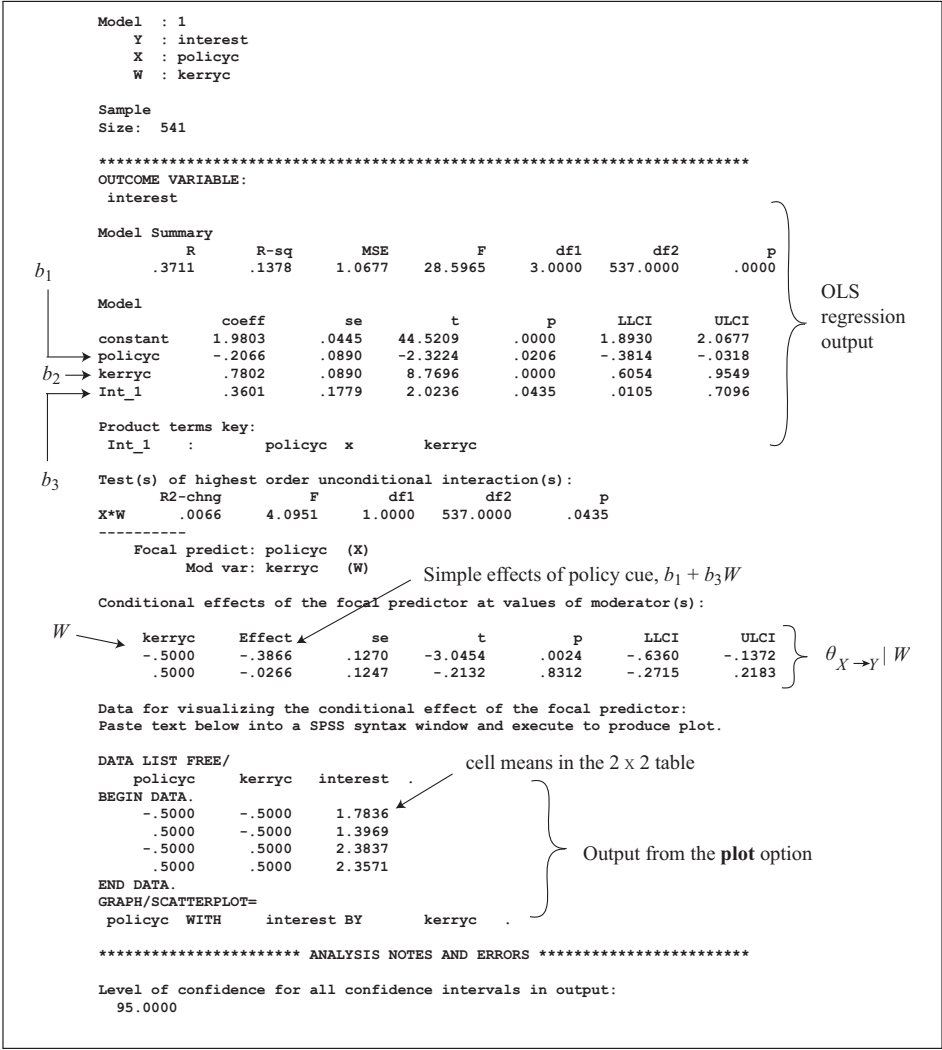 Model : 1
Y : interest
X : policyc
W : kerryc
Sample
Size: 541
**************************************************************************
OUTCOME VARIABLE:
interest
Model Summary
R R-sq MSE F df1 df2 p
.3711 .1378 1.0677 28.5965 3.0000 537.0000 .0000
b1
OLS
regression
output
Model
coeff se t p LLCI ULCI
constant 1.9803 .0445 44.5209 .0000 1.8930 2.0677
policyc -.2066 .0890 -2.3224 .0206 -.3814 -.0318
b2 kerryc .7802 .0890 8.7696 .0000 .6054 .9549
Int_1 .3601 .1779 2.0236 .0435 .0105 .7096
Product terms key:
Int_1 : policyc x kerryc
b3
Test(s) of highest order unconditional interaction(s):
R2-chng F df1 df2 p
X*W .0066 4.0951 1.0000 537.0000 .0435
----------
Focal predict: policyc (X)
Mod var: kerryc (W)
Simple effects of policy cue, b1 + b3W
Conditional effects of the focal predictor at values of moderator(s):
W
kerryc Effect se t p LLCI ULCI
-.5000 -.3866 .1270 -3.0454 .0024 -.6360 -.1372
.5000 -.0266 .1247 -.2132 .8312 -.2715 .2183
θX→Y| W
Data for visualizing the conditional effect of the focal predictor:
Paste text below into a SPSS syntax window and execute to produce plot.
DATA LIST FREE/
cell means in the 2 x 2 table
policyc kerryc interest .
BEGIN DATA.
-.5000 -.5000 1.7836
.5000 -.5000 1.3969
-.5000 .5000 2.3837
.5000 .5000 2.3571
Output from the plot option
END DATA.
GRAPH/SCATTERPLOT=
policyc WITH interest BY kerryc .
*********************** ANALYSIS NOTES AND ERRORS ************************
Level of confidence for all confidence intervals in output:
95.0000